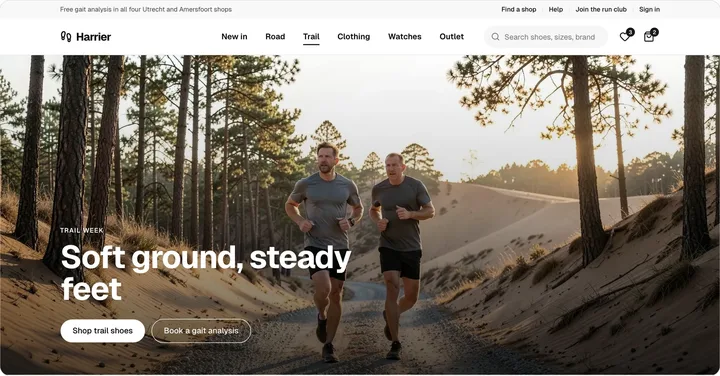 Free gait analysis in all four Utrecht and Amersfoort shops
Find a shop Help Join the run club Sign in
Harrier
New in Road Trail Clothing Watches Outlet
Search shoes, sizes, brand
3 2
TRAIL WEEK
Soft ground, steady
feet
Shop trail shoes Book a gait analysis